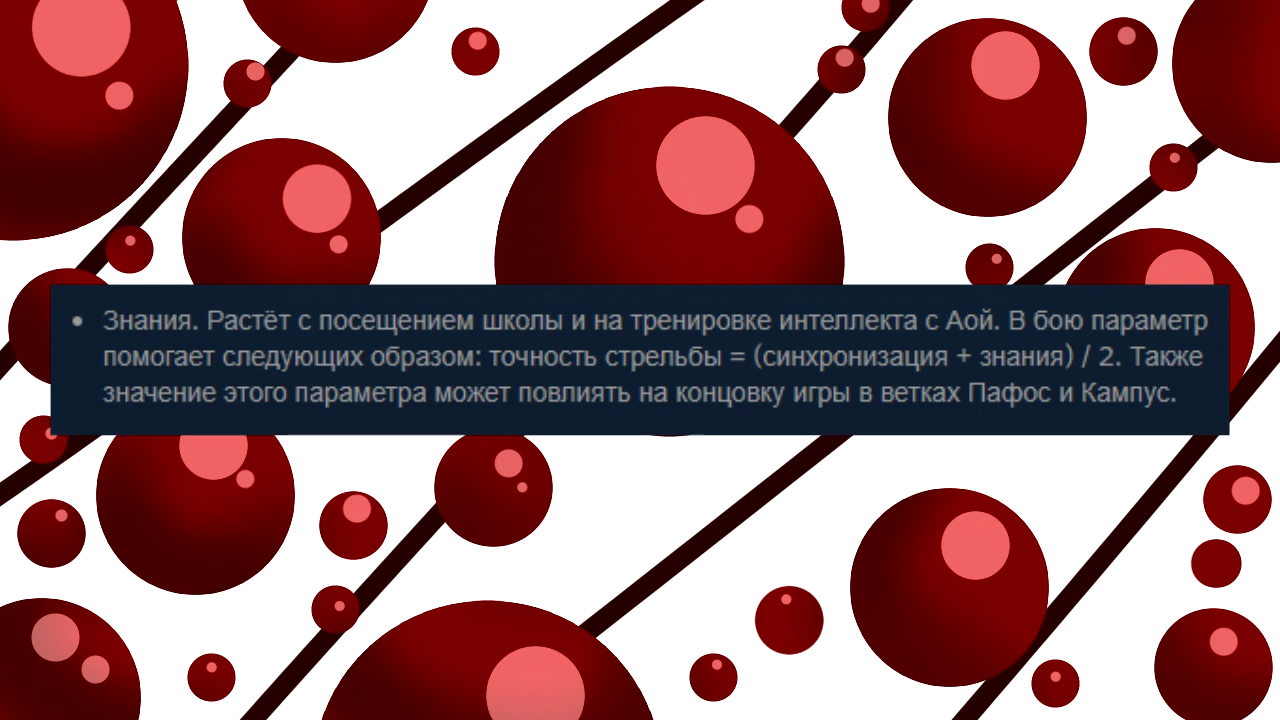 • Знания. Растёт с посещением школы и на тренировке интеллекта с Аой. В бою параметр
помогает следующих образом: точность стрельбы = (синхронизация + знания) / 2. Также
значение этого параметра может повлиять на концовку игры в ветках Пафос и Кампус.